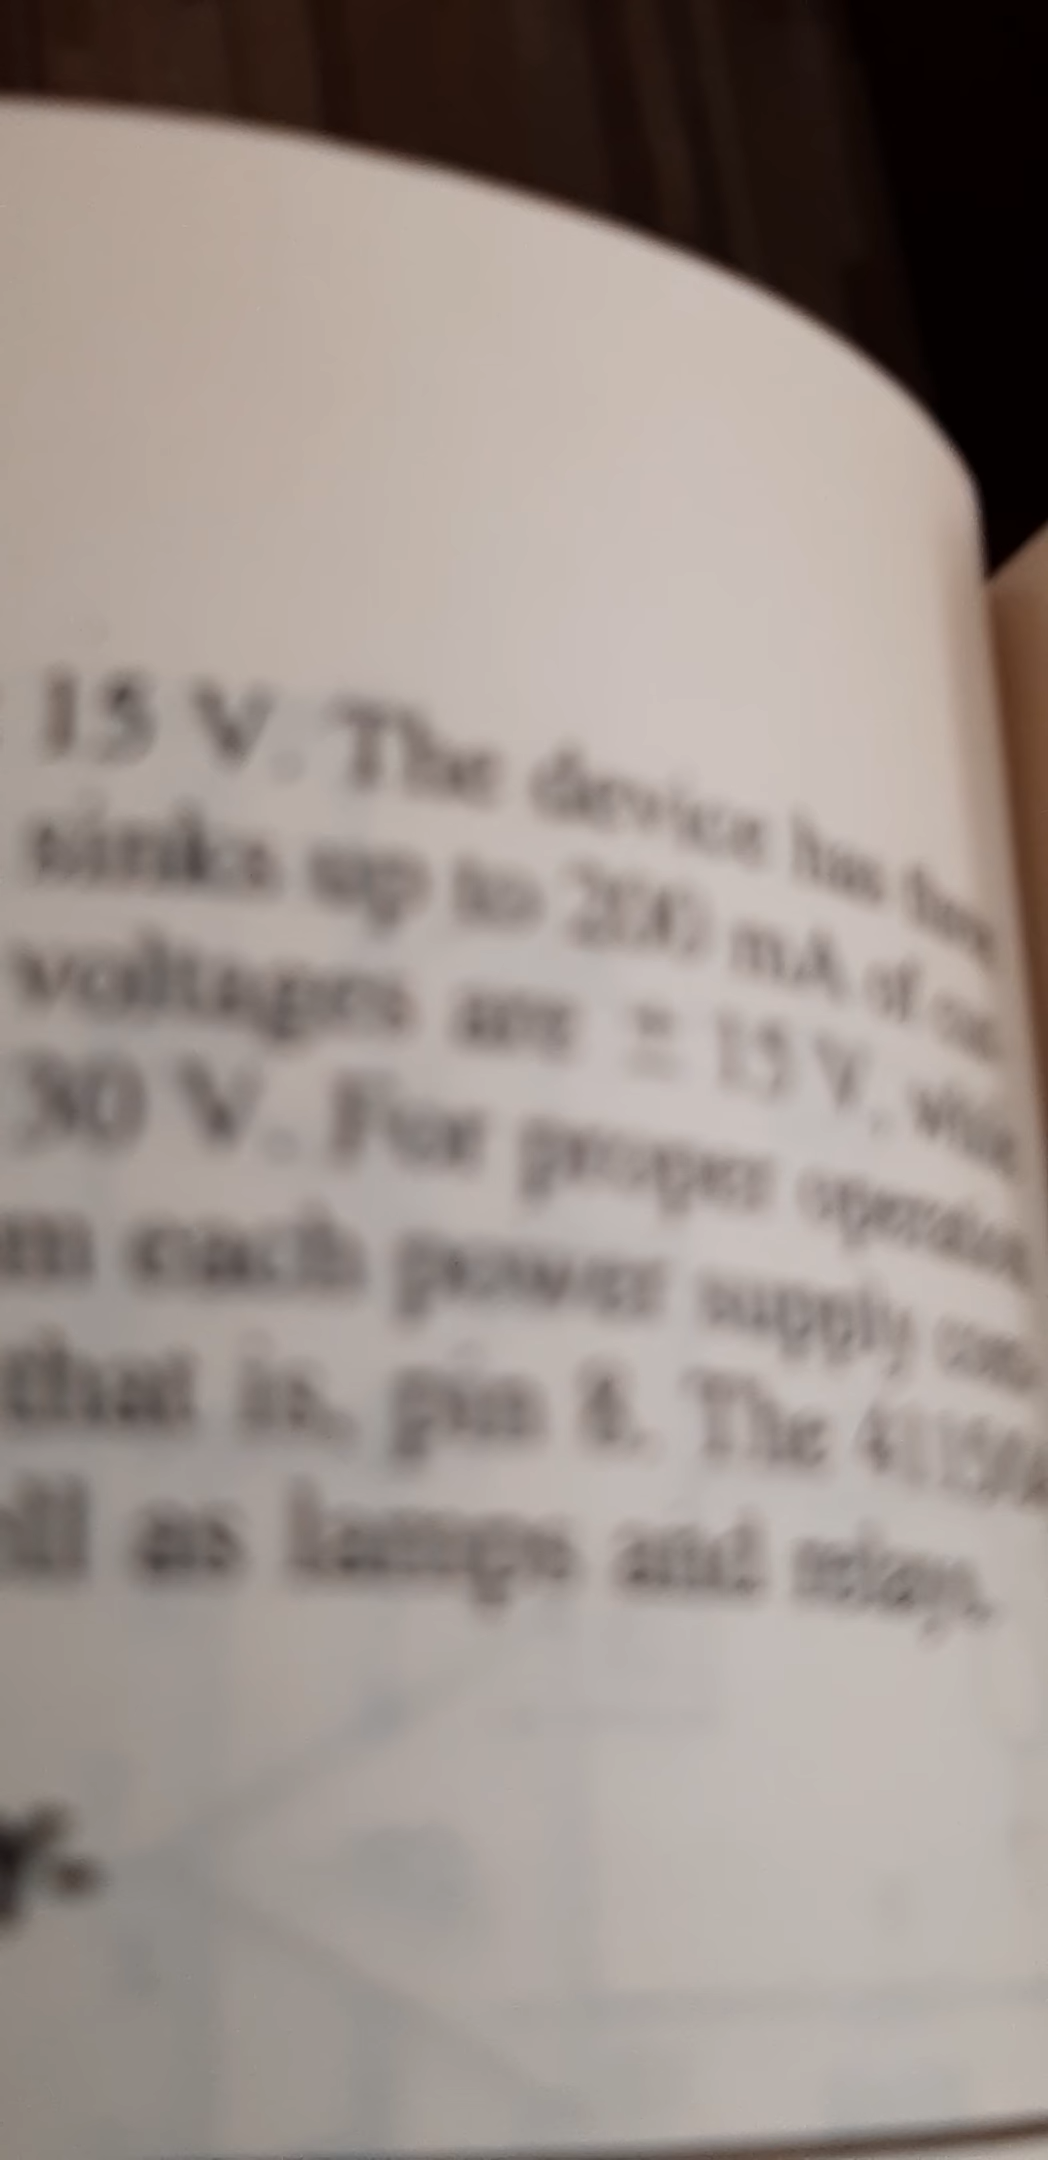 15 V. The device has
sinks up to 200 mA of
voltages are ± 15 V,
30 V. For proper operation
each power supply
that is, pin 8. The
as lamps and relays.